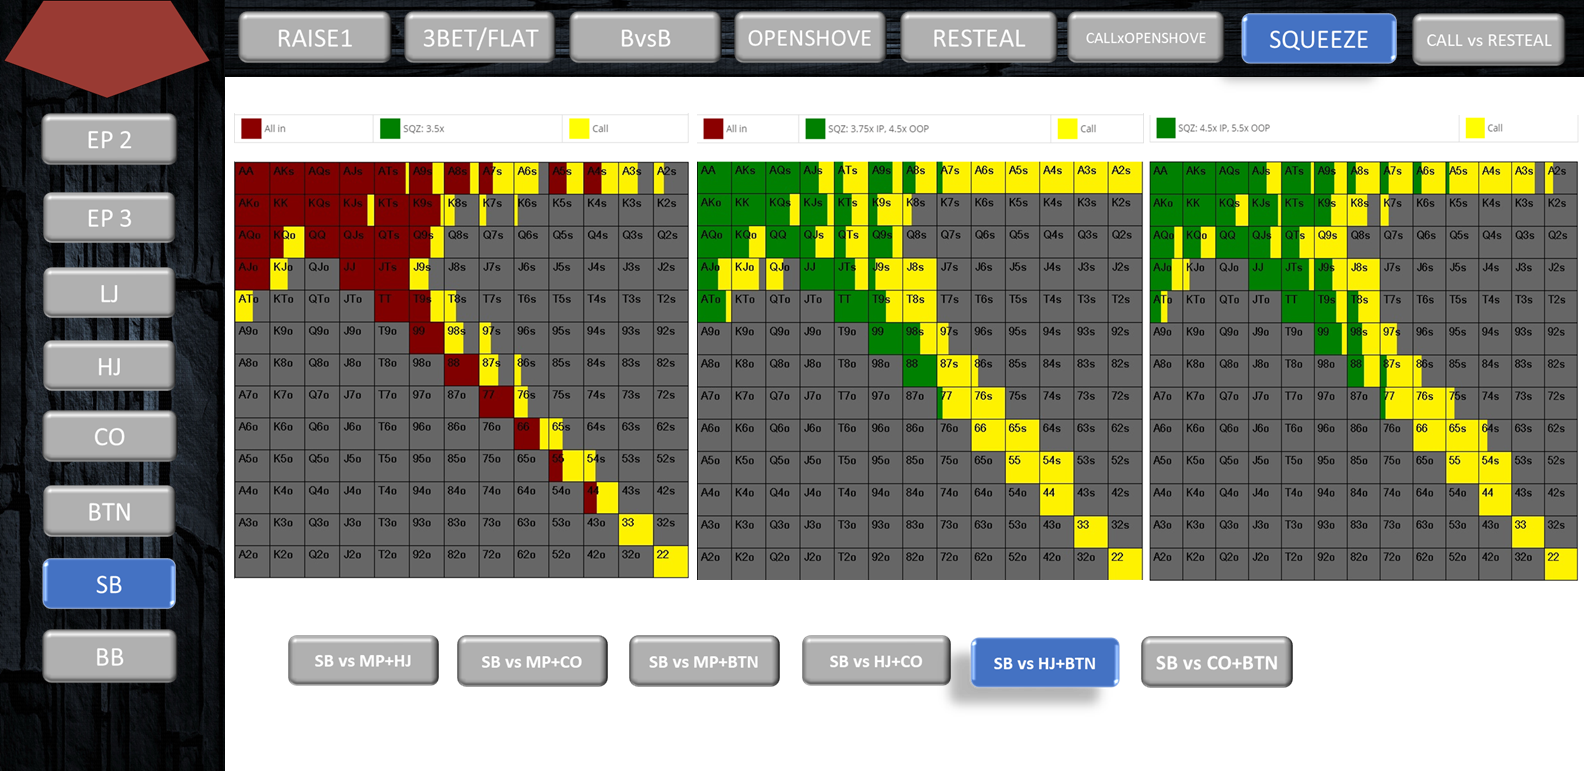 RAISE1 3BET/FLAT BvsB OPENSHOVE RESTEAL CALLxOPENSHOVE SQUEEZE CALL vs RESTEAL
EP 2
EP 3
LJ
HJ
CO
BTN
SB
BB
All in SQZ: 3.5x Call
AA AKs AQs AJs ATs A9s A8s A7s A6s A5s A4s A3s A2s
AKo KK KQs KJs KTs K9s K8s K7s K6s K5s K4s K3s K2s
AQo KQo QQ QJs QTs Q9s Q8s Q7s Q6s Q5s Q4s Q3s Q2s
AJo KJo QJo JJ JTs J9s J8s J7s J6s J5s J4s J3s J2s
ATo KTo QTo JTo TT T9s T8s T7s T6s T5s T4s T3s T2s
A9o K9o Q9o J9o T9o 99 98s 97s 96s 95s 94s 93s 92s
A8o K8o Q8o J8o T8o 98o 88 87s 86s 85s 84s 83s 82s
A7o K7o Q7o J7o T7o 97o 87o 77 76s 75s 74s 73s 72s
A6o K6o Q6o J6o T6o 96o 86o 76o 66 65s 64s 63s 62s
A5o K5o Q5o J5o T5o 95o 85o 75o 65o 55 54s 53s 52s
A4o K4o Q4o J4o T4o 94o 84o 74o 64o 54o 44 43s 42s
A3o K3o Q3o J3o T3o 93o 83o 73o 63o 53o 43o 33 32s
A2o K2o Q2o J2o T2o 92o 82o 72o 62o 52o 42o 32o 22
All in SQZ: 3.75x IP, 4.5x OOP Call
AA AKs AQs AJs ATs A9s A8s A7s A6s A5s A4s A3s A2s
AKo KK KQs KJs KTs K9s K8s K7s K6s K5s K4s K3s K2s
AQo KQo QQ QJs QTs Q9s Q8s Q7s Q6s Q5s Q4s Q3s Q2s
AJo KJo QJo JJ JTs J9s J8s J7s J6s J5s J4s J3s J2s
ATo KTo QTo JTo TT T9s T8s T7s T6s T5s T4s T3s T2s
A9o K9o Q9o J9o T9o 99 98s 97s 96s 95s 94s 93s 92s
A8o K8o Q8o J8o T8o 98o 88 87s 86s 85s 84s 83s 82s
A7o K7o Q7o J7o T7o 97o 87o 77 76s 75s 74s 73s 72s
A6o K6o Q6o J6o T6o 96o 86o 76o 66 65s 64s 63s 62s
A5o K5o Q5o J5o T5o 95o 85o 75o 65o 55 54s 53s 52s
A4o K4o Q4o J4o T4o 94o 84o 74o 64o 54o 44 43s 42s
A3o K3o Q3o J3o T3o 93o 83o 73o 63o 53o 43o 33 32s
A2o K2o Q2o J2o T2o 92o 82o 72o 62o 52o 42o 32o 22
SQZ: 4.5x IP, 5.5x OOP Call
AA AKs AQs AJs ATs A9s A8s A7s A6s A5s A4s A3s A2s
AKo KK KQs KJs KTs K9s K8s K7s K6s K5s K4s K3s K2s
AQo KQo QQ QJs QTs Q9s Q8s Q7s Q6s Q5s Q4s Q3s Q2s
AJo KJo QJo JJ JTs J9s J8s J7s J6s J5s J4s J3s J2s
ATo KTo QTo JTo TT T9s T8s T7s T6s T5s T4s T3s T2s
A9o K9o Q9o J9o T9o 99 98s 97s 96s 95s 94s 93s 92s
A8o K8o Q8o J8o T8o 98o 88 87s 86s 85s 84s 83s 82s
A7o K7o Q7o J7o T7o 97o 87o 77 76s 75s 74s 73s 72s
A6o K6o Q6o J6o T6o 96o 86o 76o 66 65s 64s 63s 62s
A5o K5o Q5o J5o T5o 95o 85o 75o 65o 55 54s 53s 52s
A4o K4o Q4o J4o T4o 94o 84o 74o 64o 54o 44 43s 42s
A3o K3o Q3o J3o T3o 93o 83o 73o 63o 53o 43o 33 32s
A2o K2o Q2o J2o T2o 92o 82o 72o 62o 52o 42o 32o 22
SB vs MP+HJ SB vs MP+CO SB vs MP+BTN SB vs HJ+CO SB vs HJ+BTN SB vs CO+BTN